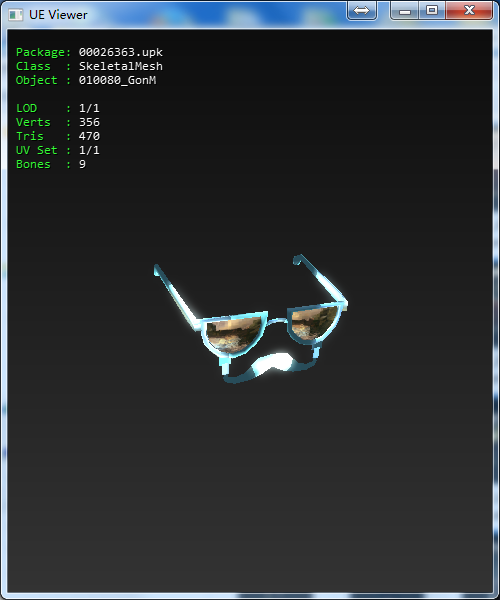 UE Viewer
Package: 00026363.upk
Class : SkeletalMesh
Object : 010080_GonM
LOD : 1/1
Verts : 356
Tris : 470
UV Set : 1/1
Bones : 9